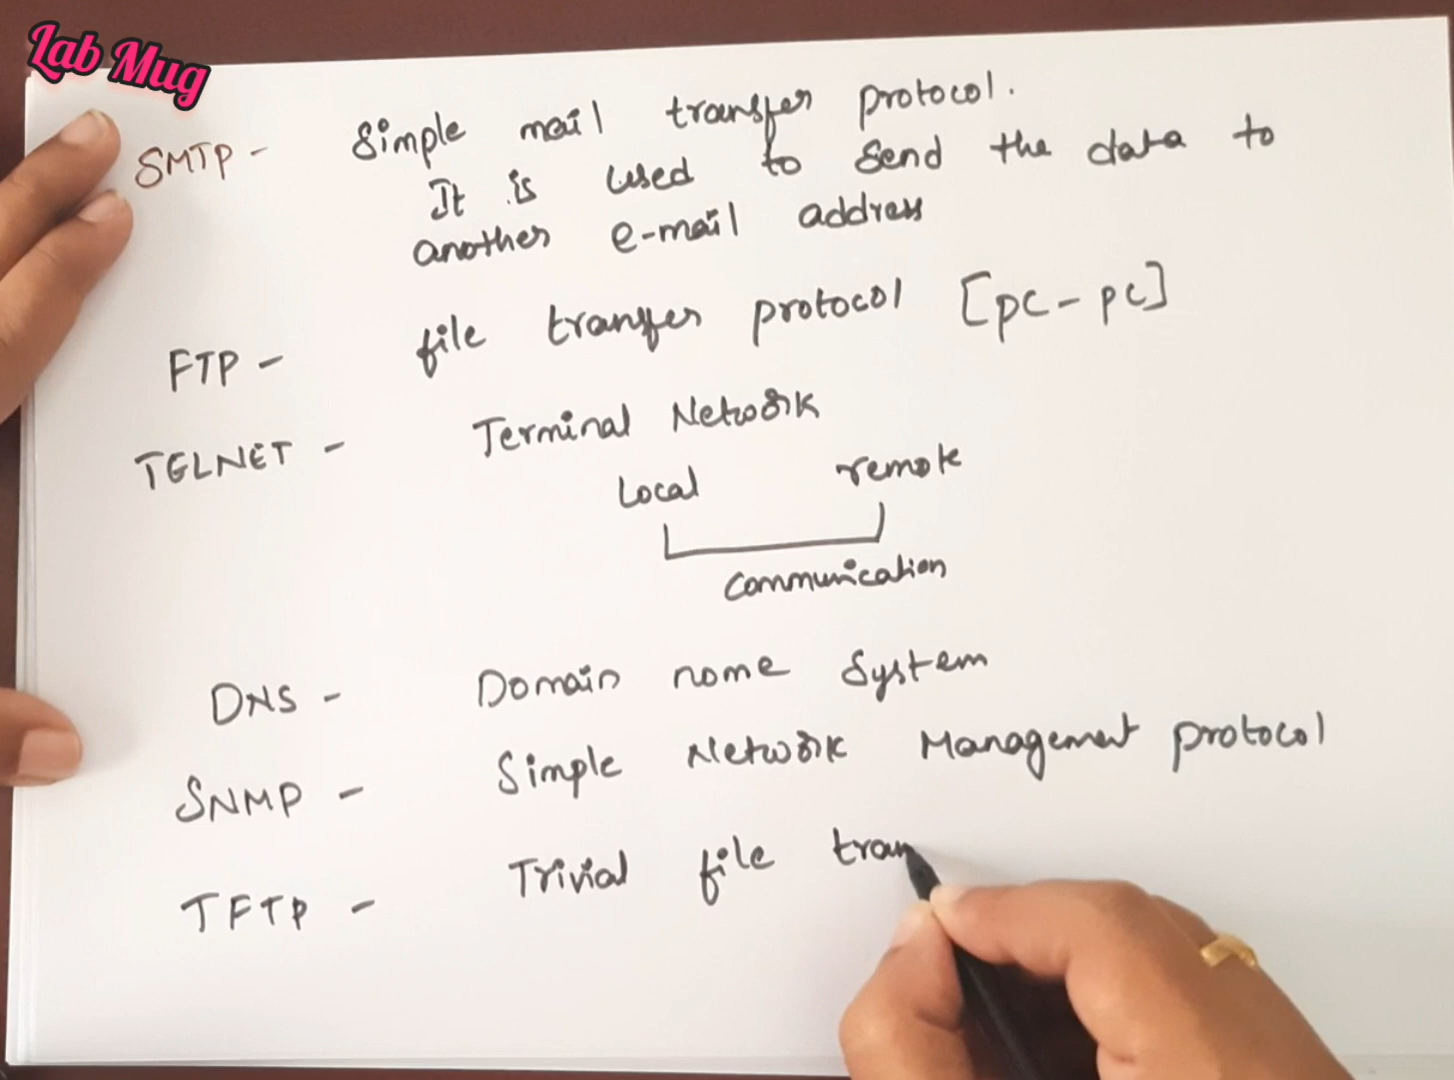 Lab Mug
SMTP - Simple mail transfer protocol.
It is used to send the data to
another e-mail address
FTP - file transfer protocol [pc - pc]
TELNET - Terminal Network
Local remote
Communication
DNS - Domain name System
SNMP - Simple Network Management protocol
TFTP - Trivial file tran